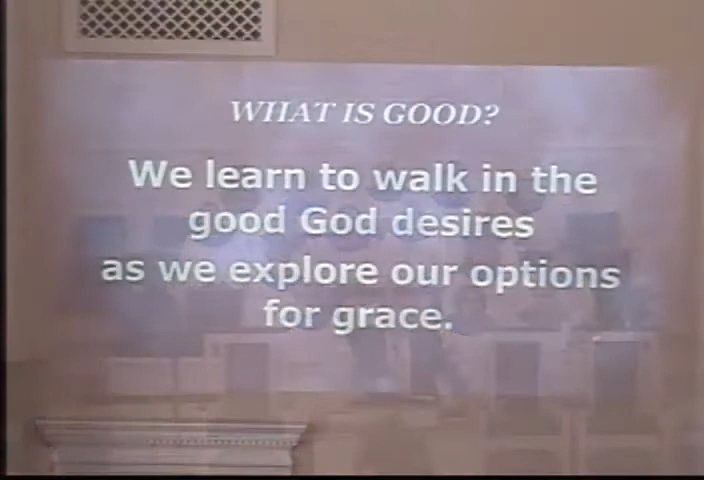 WHAT IS GOOD?
We learn to walk in the
good God desires
as we explore our options
for grace.